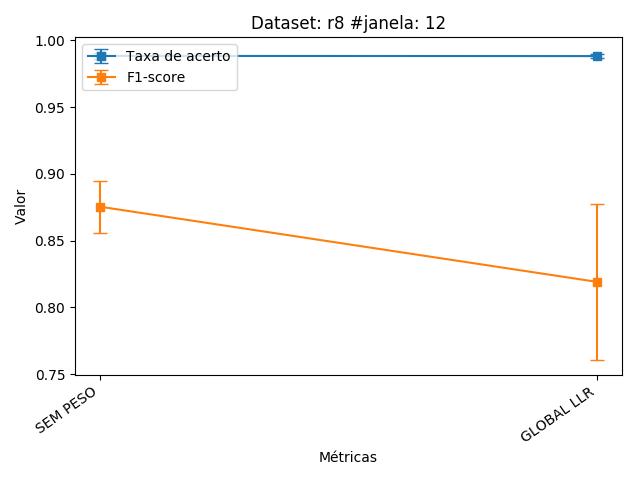 Dataset: r8 #janela: 12
Taxa de acerto
F1-score
1.00
0.95
0.90
0.85
0.80
0.75
Valor
SEM PESO
GLOBAL LLR
Métricas